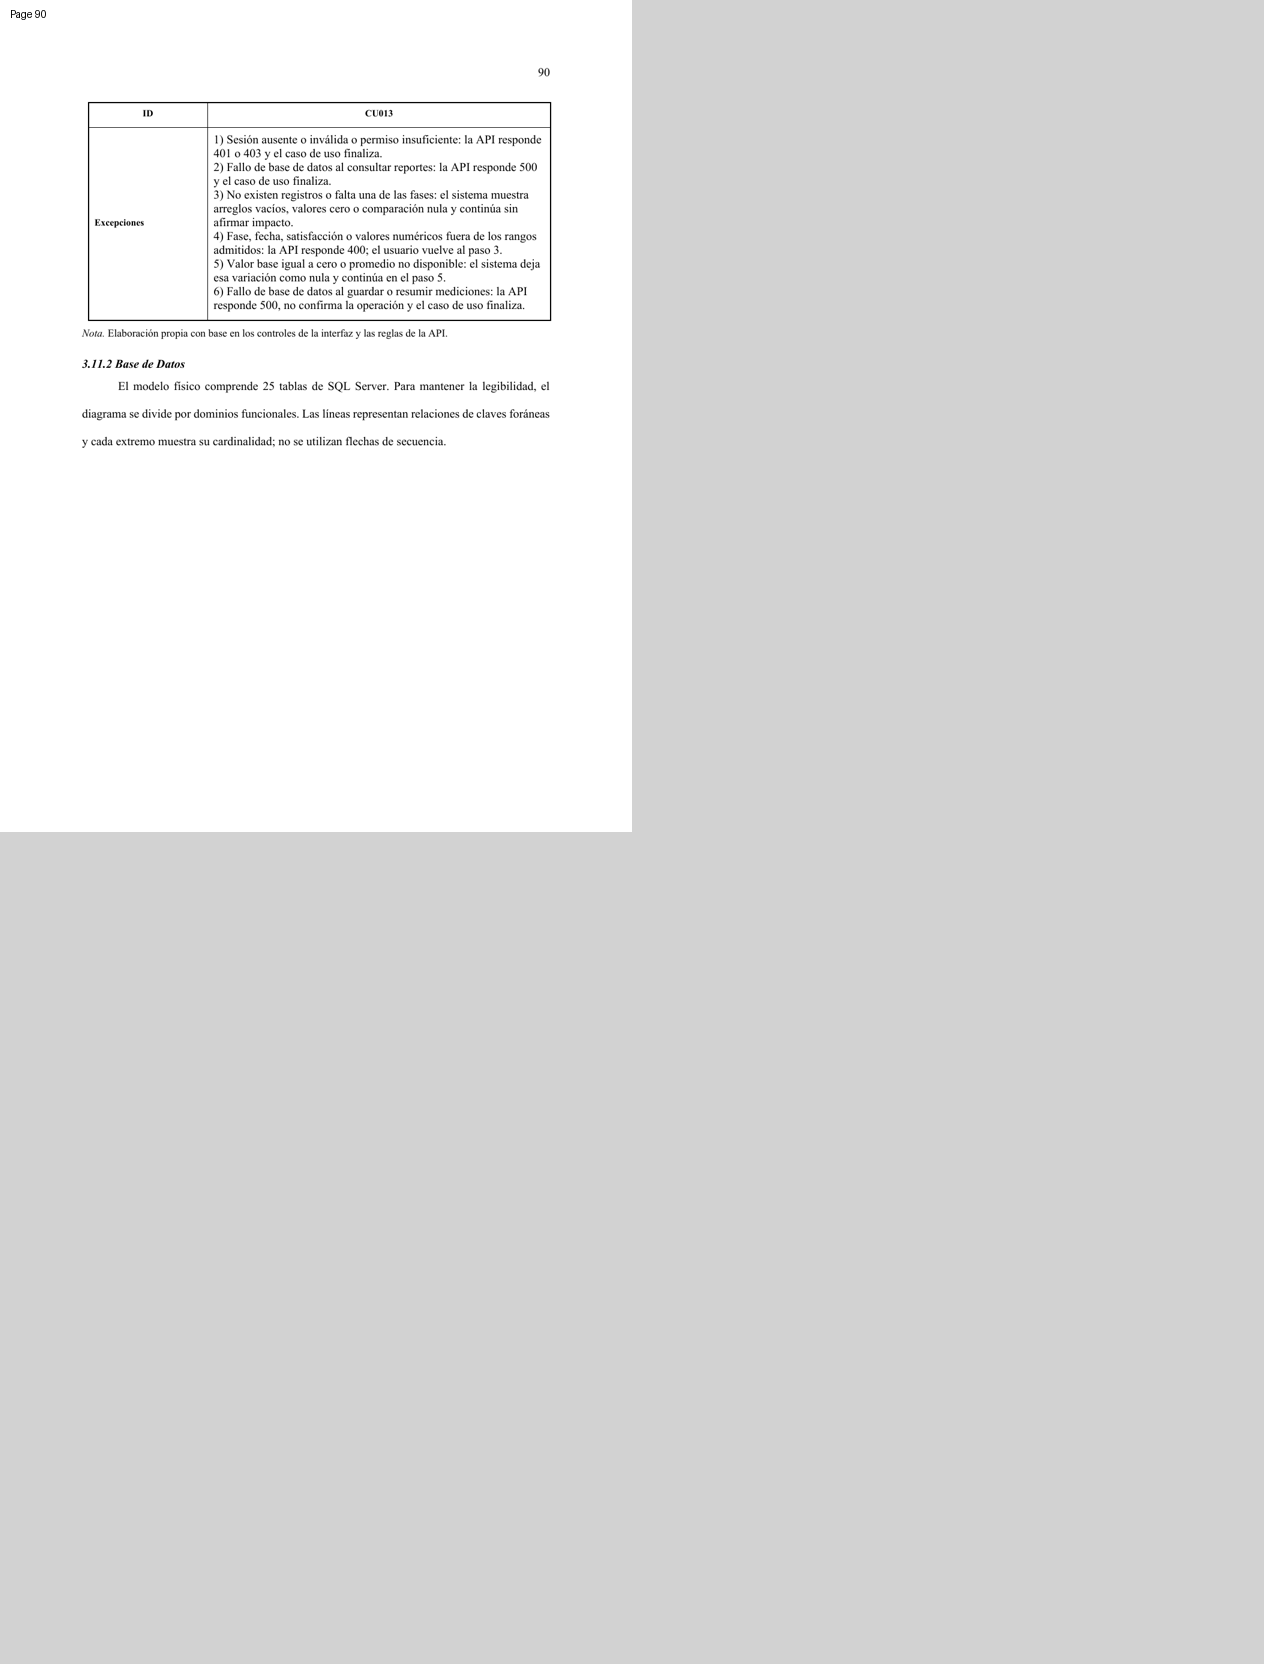 Page 90
90
ID
CU013
Excepciones
1) Sesión ausente o inválida o permiso insuficiente: la API responde
401 o 403 y el caso de uso finaliza.
2) Fallo de base de datos al consultar reportes: la API responde 500
y el caso de uso finaliza.
3) No existen registros o falta una de las fases: el sistema muestra
arreglos vacíos, valores cero o comparación nula y continúa sin
afirmar impacto.
4) Fase, fecha, satisfacción o valores numéricos fuera de los rangos
admitidos: la API responde 400; el usuario vuelve al paso 3.
5) Valor base igual a cero o promedio no disponible: el sistema deja
esa variación como nula y continúa en el paso 5.
6) Fallo de base de datos al guardar o resumir mediciones: la API
responde 500, no confirma la operación y el caso de uso finaliza.
Nota. Elaboración propia con base en los controles de la interfaz y las reglas de la API.
3.11.2 Base de Datos
El modelo físico comprende 25 tablas de SQL Server. Para mantener la legibilidad, el
diagrama se divide por dominios funcionales. Las líneas representan relaciones de claves foráneas
y cada extremo muestra su cardinalidad; no se utilizan flechas de secuencia.